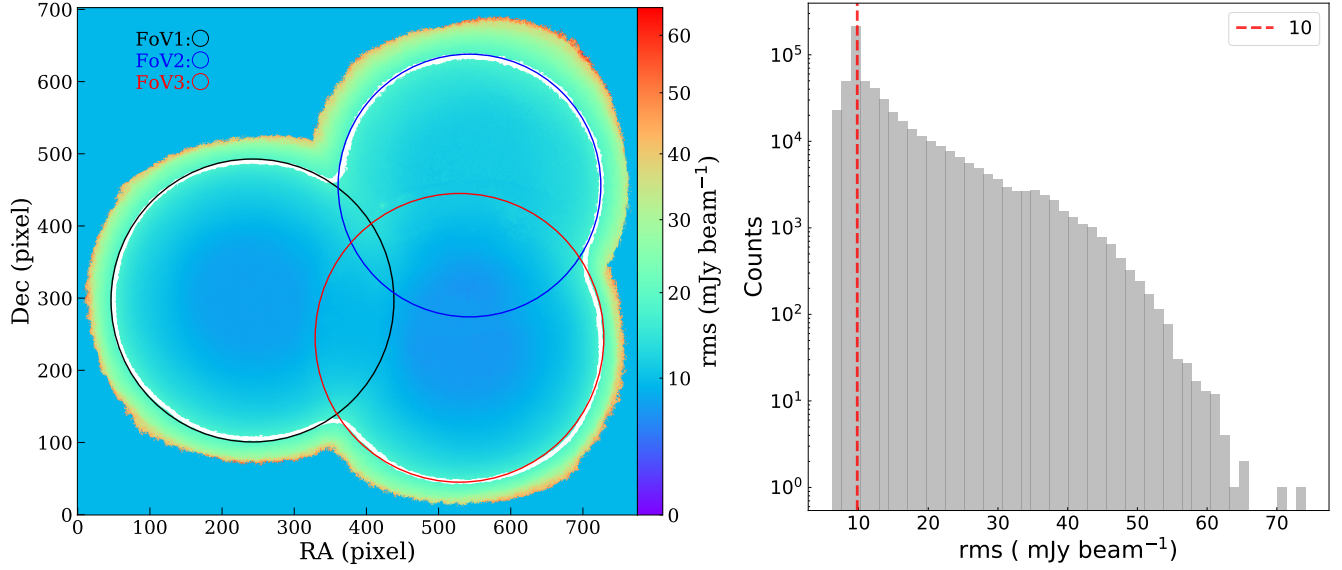 FoV1:○
FoV2:○
FoV3:○
700
600
500
400
300
200
100
0
Dec (pixel)
0 100 200 300 400 500 600 700
RA (pixel)
60
50
40
30
20
10
0
rms (mJy beam⁻¹)
10
10⁵
10⁴
10³
10²
10¹
10⁰
Counts
10 20 30 40 50 60 70
rms ( mJy beam⁻¹)